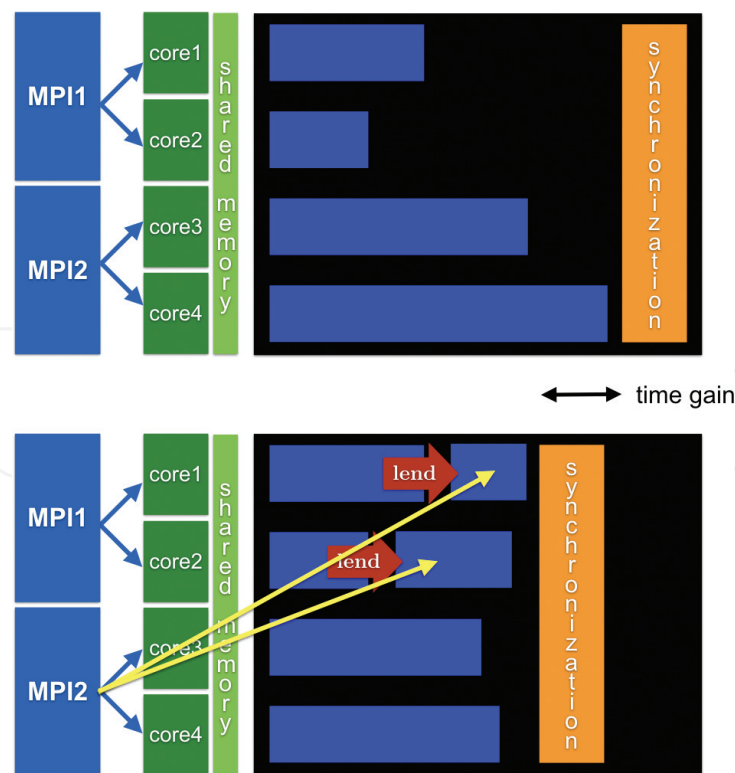 MPI1
core1
core2
MPI2
core3
core4
shared memory
synchronization
time gain
MPI1
core1
core2
MPI2
core3
core4
shared memory
lend
lend
synchronization